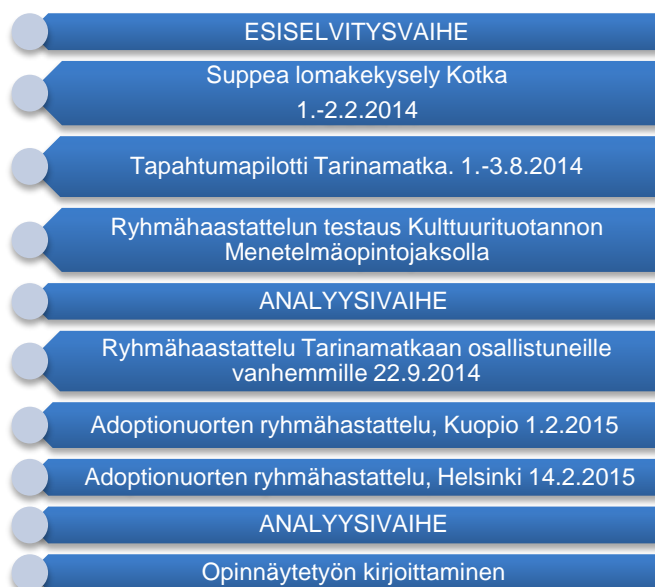 ESISELVITYSVAIHE
Suppea lomakekysely Kotka
1.-2.2.2014
Tapahtumapilotti Tarinamatka. 1.-3.8.2014
Ryhmähaastattelun testaus Kulttuurituotannon
Menetelmäopintojaksolla
ANALYYSIVAIHE
Ryhmähaastattelu Tarinamatkaan osallistuneille
vanhemmille 22.9.2014
Adoptionuorten ryhmähastattelu, Kuopio 1.2.2015
Adoptionuorten ryhmähastattelu, Helsinki 14.2.2015
ANALYYSIVAIHE
Opinnäytetyön kirjoittaminen